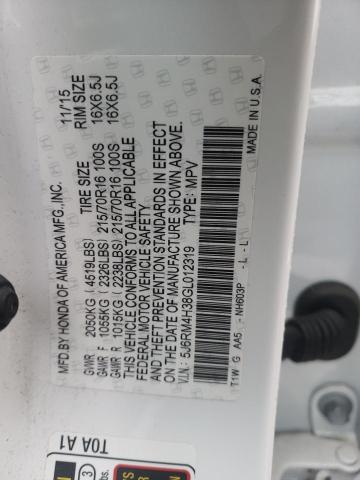 MFD.BY HONDA OF AMERICA MFG.,INC. 11/15
TIRE SIZE RIM SIZE
GVWR 2050KG (4519LBS)
GAWR F 1055KG (2326LBS) 215/70R16 100S 16X6.5J
GAWR R 1015KG (2238LBS) 215/70R16 100S 16X6.5J
THIS VEHICLE CONFORMS TO ALL APPLICABLE
FEDERAL MOTOR VEHICLE SAFETY
AND THEFT PREVENTION STANDARDS IN EFFECT
ON THE DATE OF MANUFACTURE SHOWN ABOVE.
V.I.N.: 5J6RM4H38GL012319 TYPE: MPV
T1W G AA5 - NH603P - L - L
MADE IN U.S.A.
T0A A1
3